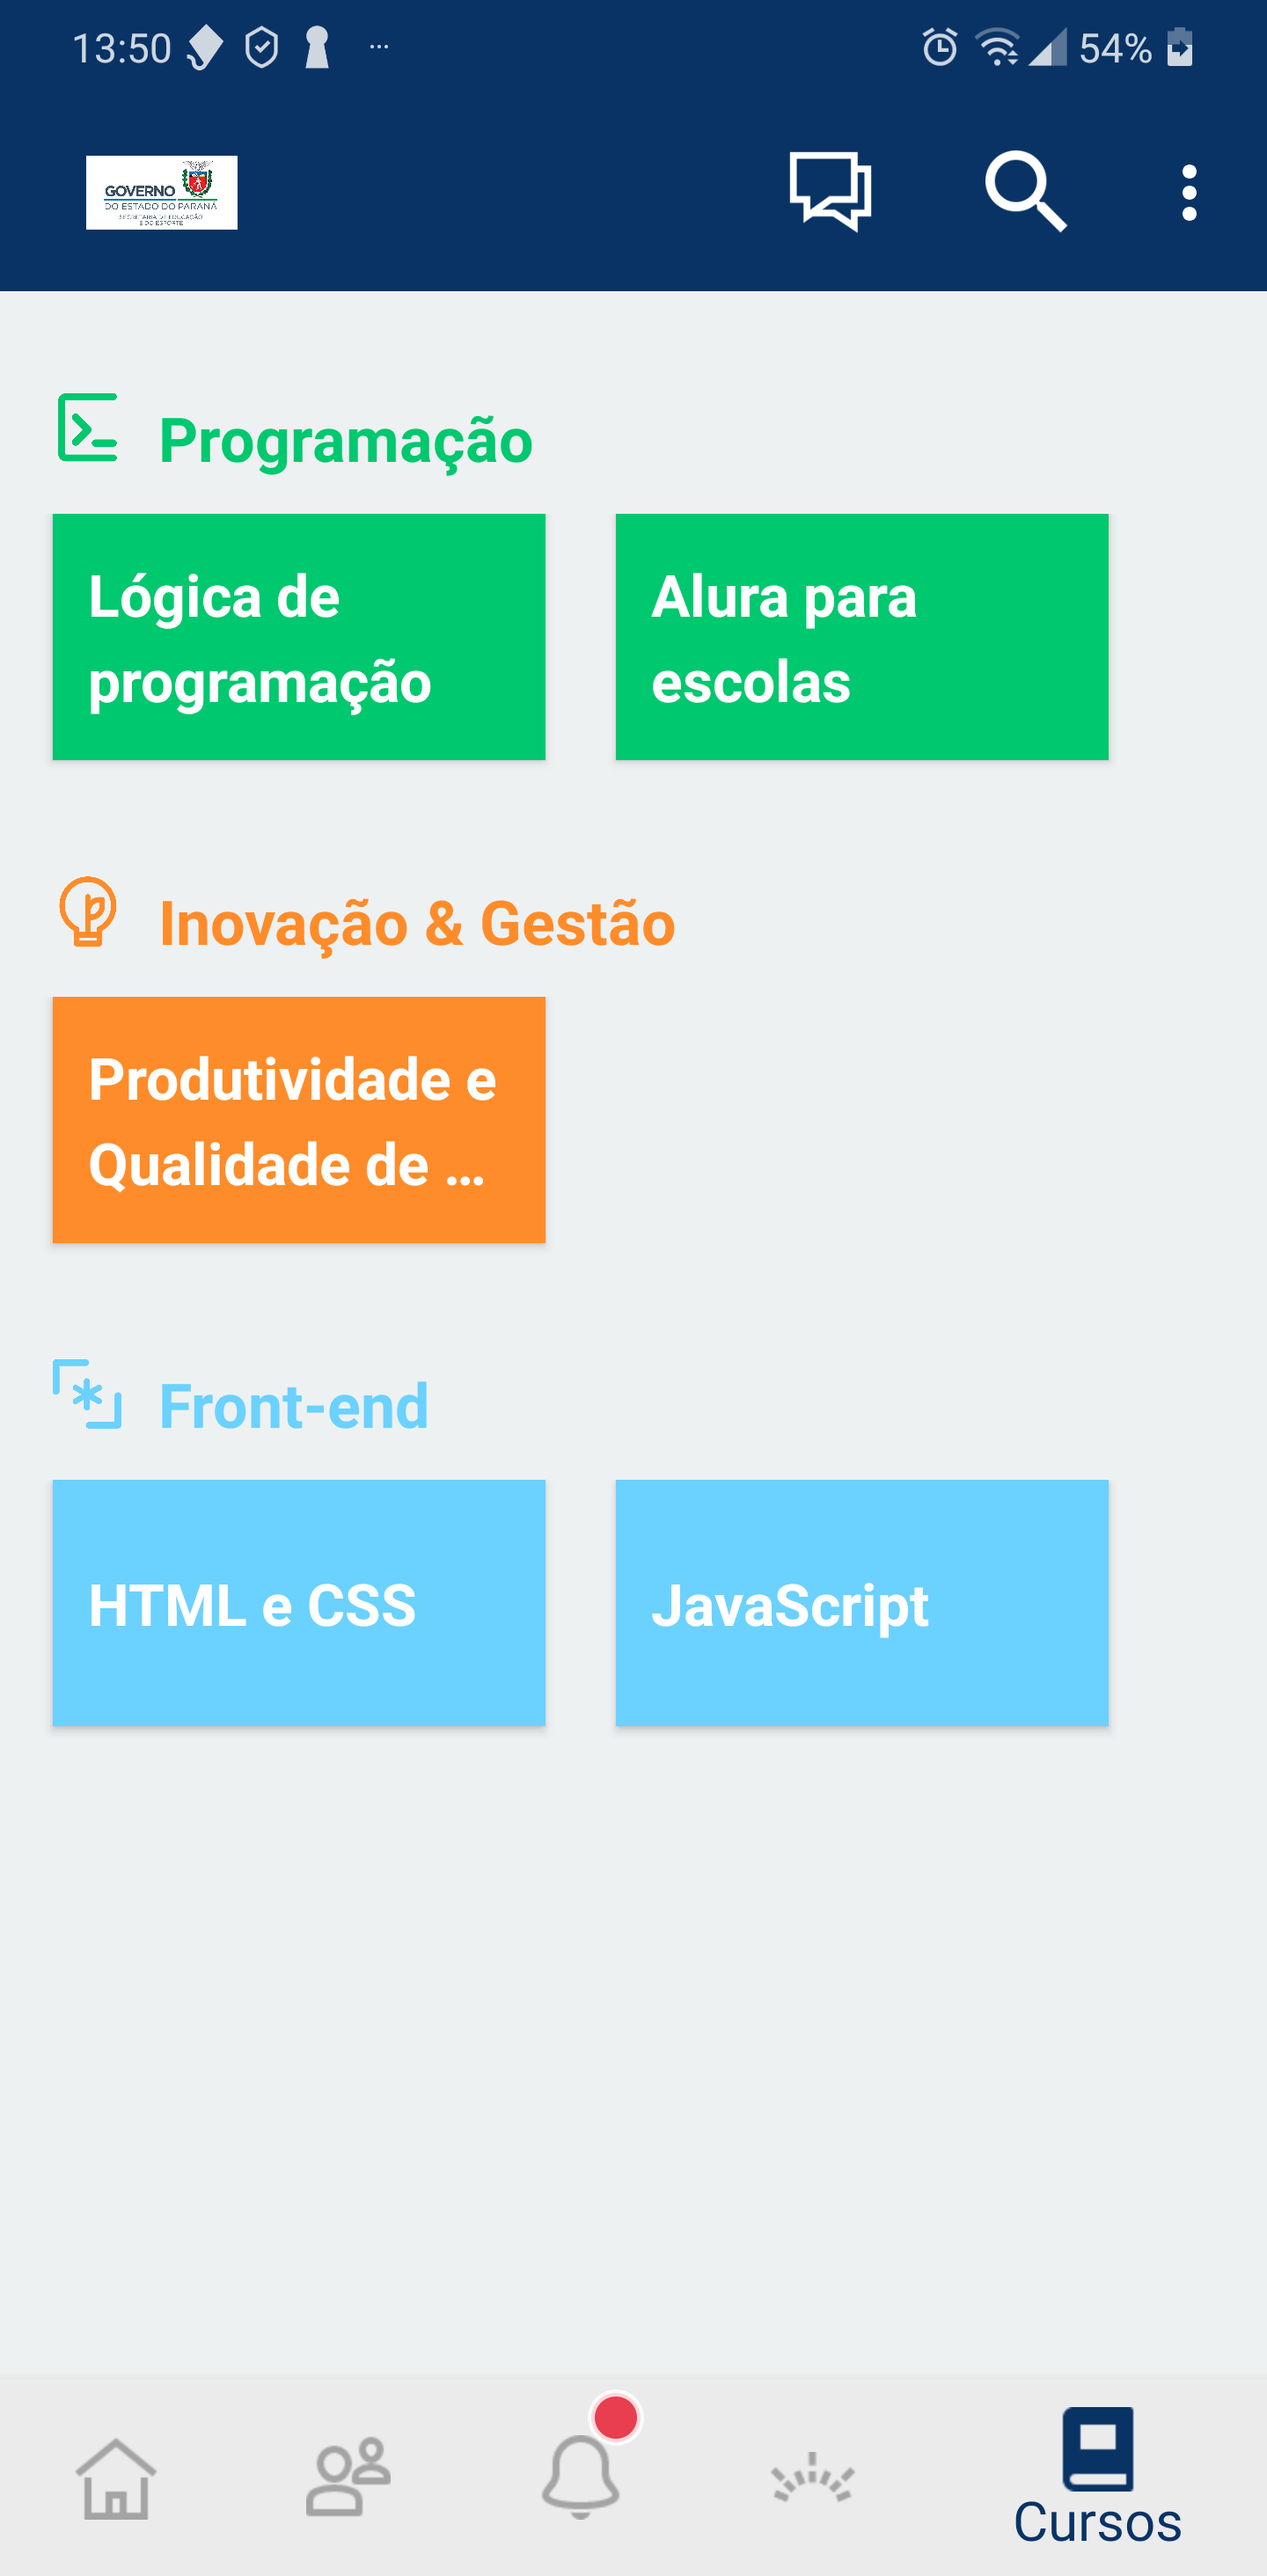 13:50
54%
GOVERNO
DO ESTADO DO PARANÁ
SECRETARIA DE EDUCAÇÃO
E DO ESPORTE
Programação
Lógica de
programação
Alura para
escolas
Inovação & Gestão
Produtividade e
Qualidade de ...
Front-end
HTML e CSS
JavaScript
Cursos